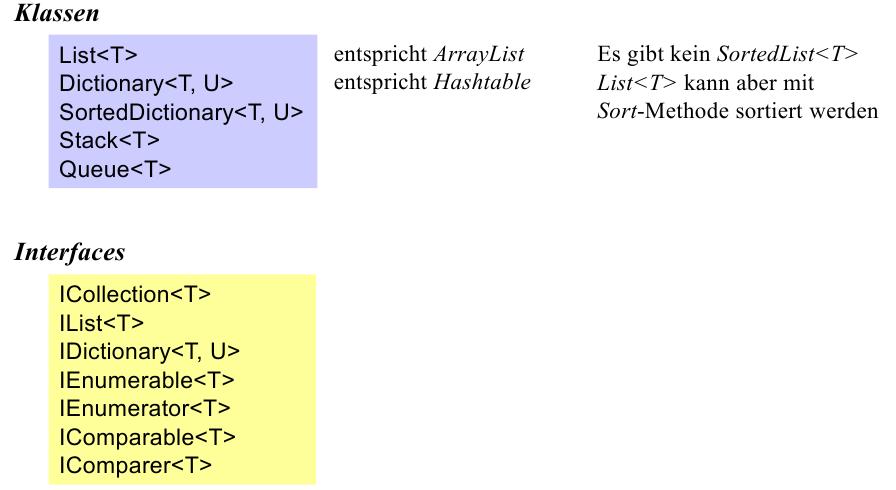 Klassen
List<T> entspricht ArrayList Es gibt kein SortedList<T>
Dictionary<T, U> entspricht Hashtable List<T> kann aber mit
SortedDictionary<T, U> Sort-Methode sortiert werden
Stack<T>
Queue<T>
Interfaces
ICollection<T>
IList<T>
IDictionary<T, U>
IEnumerable<T>
IEnumerator<T>
IComparable<T>
IComparer<T>